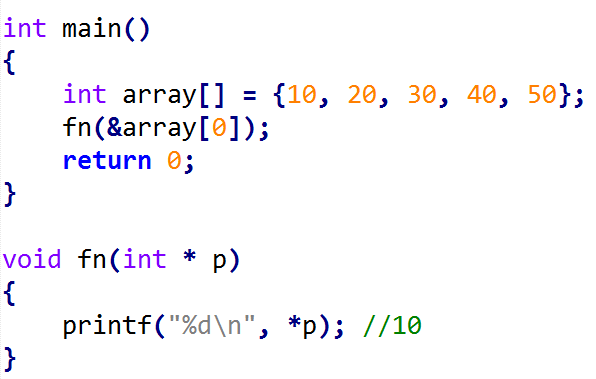 int main()
{
    int array[] = {10, 20, 30, 40, 50};
    fn(&array[0]);
    return 0;
}

void fn(int * p)
{
    printf("%d\n", *p); //10
}